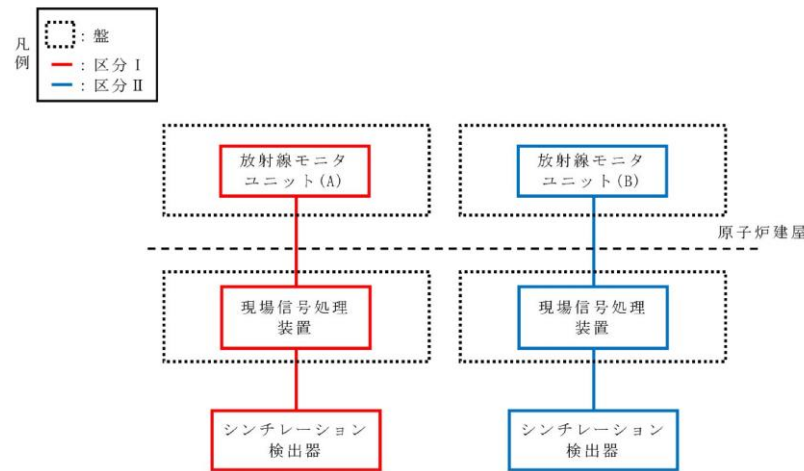 凡例
: 盤
: 区分Ⅰ
: 区分Ⅱ
放射線モニタ
ユニット(A)
放射線モニタ
ユニット(B)
原子炉建屋
現場信号処理
装置
現場信号処理
装置
シンチレーション
検出器
シンチレーション
検出器